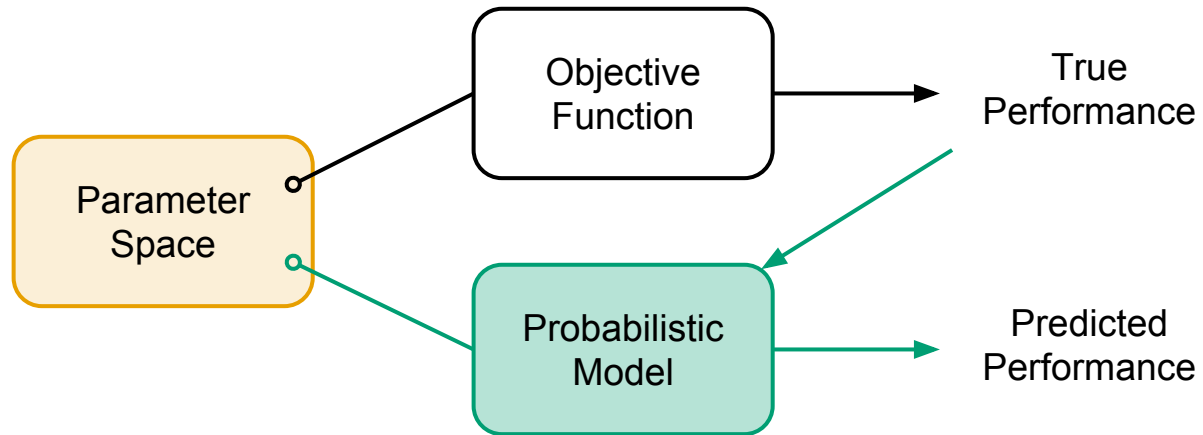 Parameter
Space
Objective
Function
True
Performance
Probabilistic
Model
Predicted
Performance